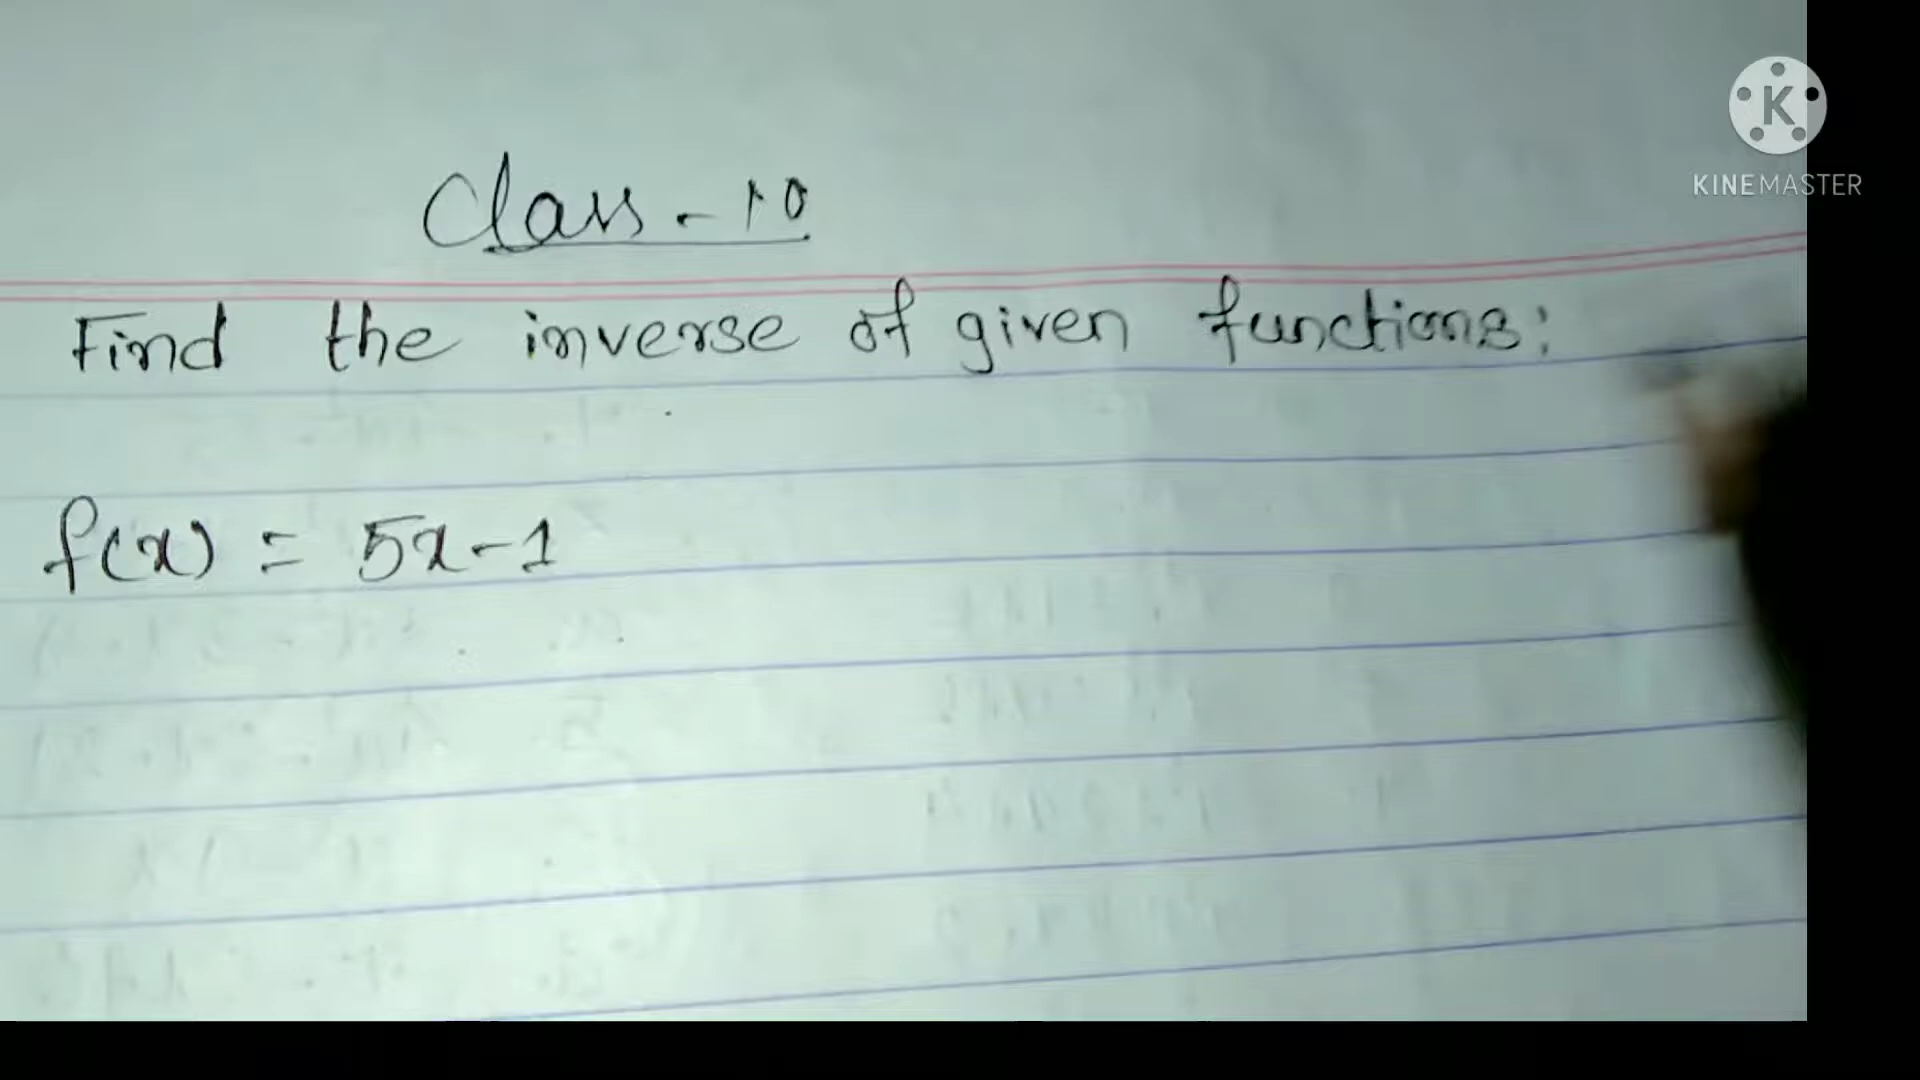 Class - 10
Find the inverse of given functions:
f(x) = 5x-1
K
KINEMASTER